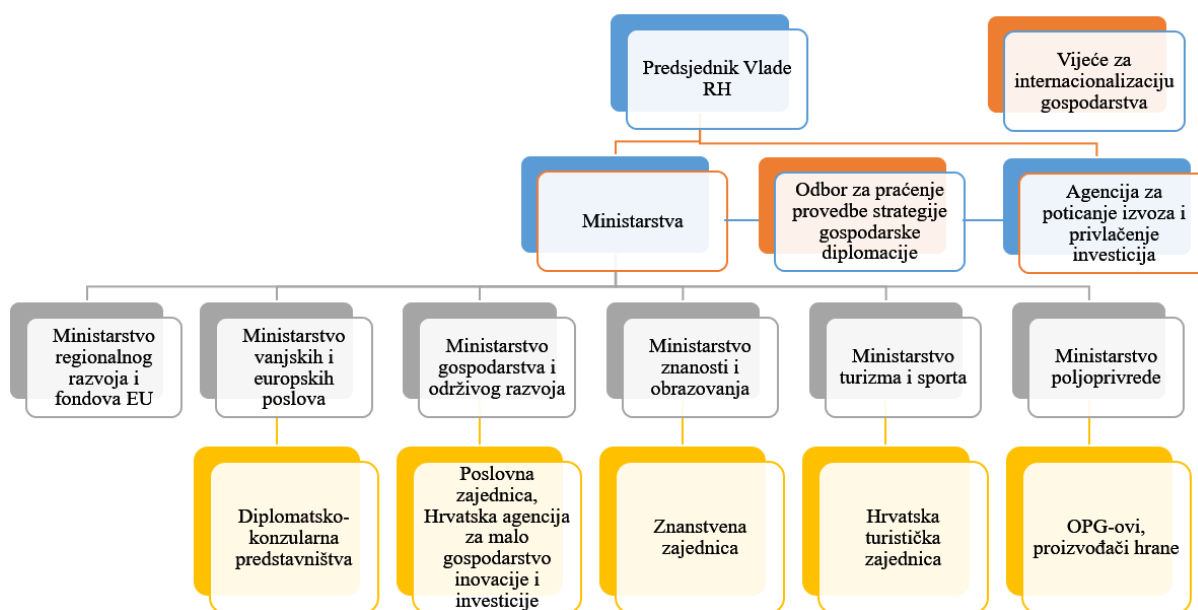 Predsjednik Vlade
RH
Vijeće za
internacionalizaciju
gospodarstva
Ministarstva
Odbor za praćenje
provedbe strategije
gospodarske
diplomacije
Agencija za
poticanje izvoza i
privlačenje
investicija
Ministarstvo
regionalnog
razvoja i
fondova EU
Ministarstvo
vanjskih i
europskih
poslova
Ministarstvo
gospodarstva i
održivog razvoja
Ministarstvo
znanosti i
obrazovanja
Ministarstvo
turizma i sporta
Ministarstvo
poljoprivrede
Diplomatsko-
konzularna
predstavništva
Poslovna
zajednica,
Hrvatska agencija
za malo
gospodarstvo
inovacije i
investicije
Znanstvena
zajednica
Hrvatska
turistička
zajednica
OPG-ovi,
proizvođači hrane